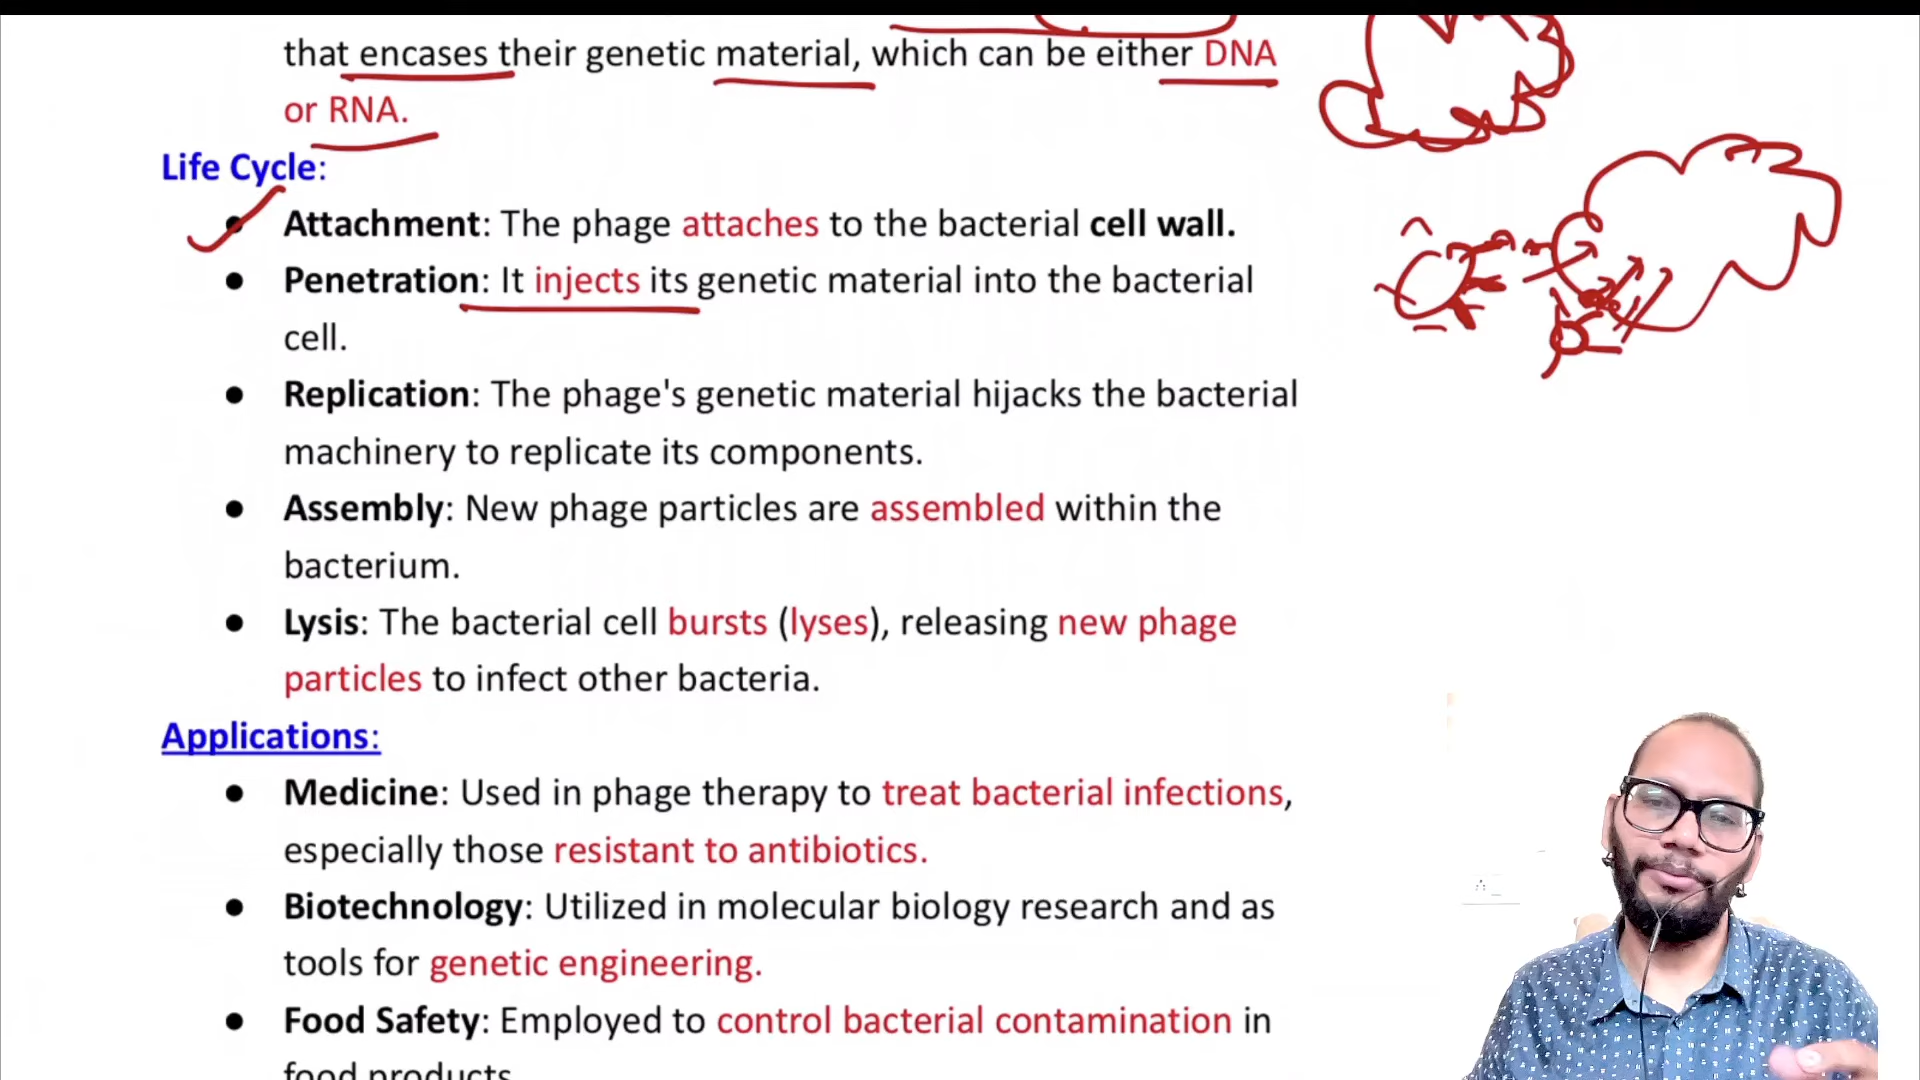 that encases their genetic material, which can be either DNA
or RNA.
Life Cycle:
● Attachment: The phage attaches to the bacterial cell wall.
● Penetration: It injects its genetic material into the bacterial
cell.
● Replication: The phage's genetic material hijacks the bacterial
machinery to replicate its components.
● Assembly: New phage particles are assembled within the
bacterium.
● Lysis: The bacterial cell bursts (lyses), releasing new phage
particles to infect other bacteria.
Applications:
● Medicine: Used in phage therapy to treat bacterial infections,
especially those resistant to antibiotics.
● Biotechnology: Utilized in molecular biology research and as
tools for genetic engineering.
● Food Safety: Employed to control bacterial contamination in
food products